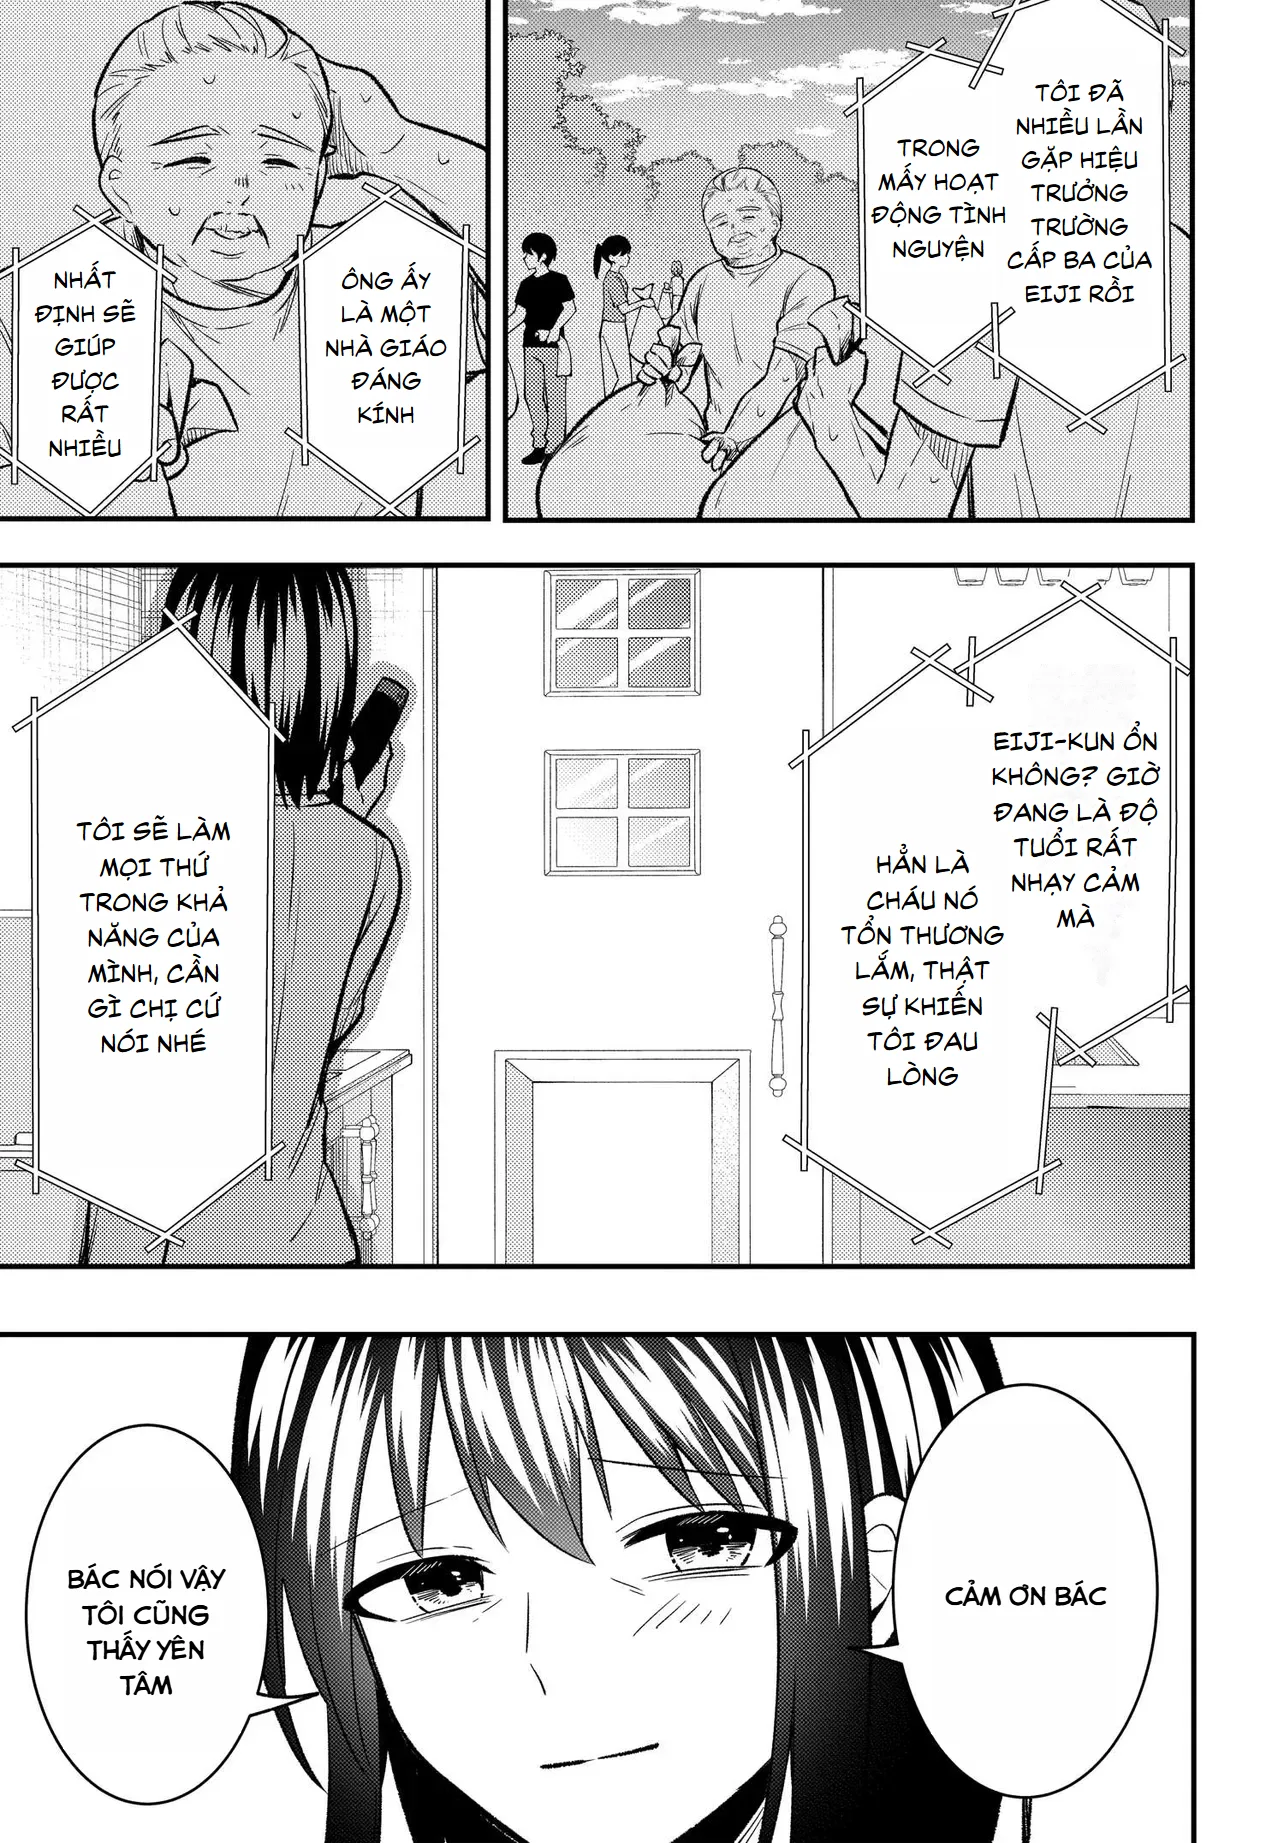 TÔI ĐÃ
NHIỀU LẦN
GẶP HIỆU
TRƯỞNG
TRƯỜNG
CẤP BA CỦA
EIJI RỒI
TRONG
MẤY HOẠT
ĐỘNG TÌNH
NGUYỆN
ÔNG ẤY
LÀ MỘT
NHÀ GIÁO
ĐÁNG
KÍNH
NHẤT
ĐỊNH SẼ
GIÚP
ĐƯỢC
RẤT
NHIỀU
EIJI-KUN ỔN
KHÔNG? GIỜ
ĐANG LÀ ĐỘ
TUỔI RẤT
NHẠY CẢM
MÀ
HẲN LÀ
CHÁU NÓ
TỔN THƯƠNG
LẮM, THẬT
SỰ KHIẾN
TÔI ĐAU
LÒNG
TÔI SẼ LÀM
MỌI THỨ
TRONG KHẢ
NĂNG CỦA
MÌNH, CẦN
GÌ CHỊ CỨ
NÓI NHÉ
CẢM ƠN BÁC
BÁC NÓI VẬY
TÔI CŨNG
THẤY YÊN
TÂM